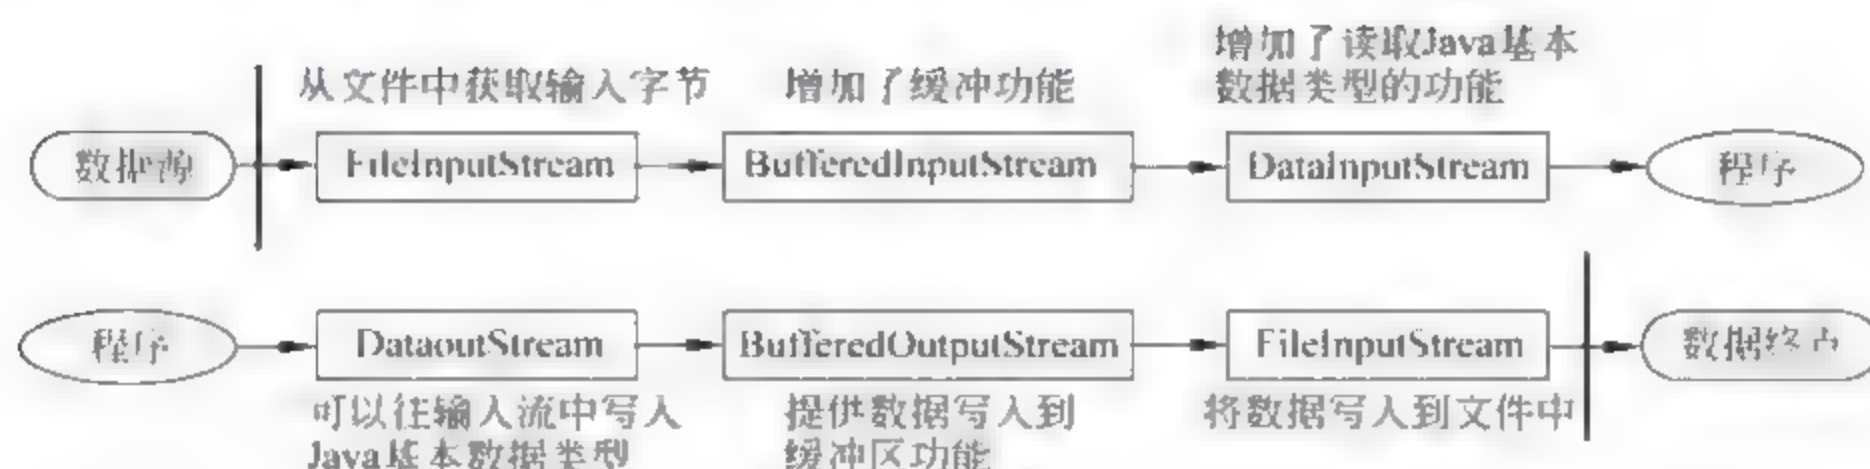 从文件中获取输入字节
增加了缓冲功能
增加了读取Java基本
数据类型的功能
数据源
FileInputStream
BufferedInputStream
DataInputStream
程序
程序
DataoutStream
BufferedOutputStream
FileInputStream
数据终点
可以往输入流中写入
Java基本数据类型
提供数据写入到
缓冲区功能
将数据写入到文件中